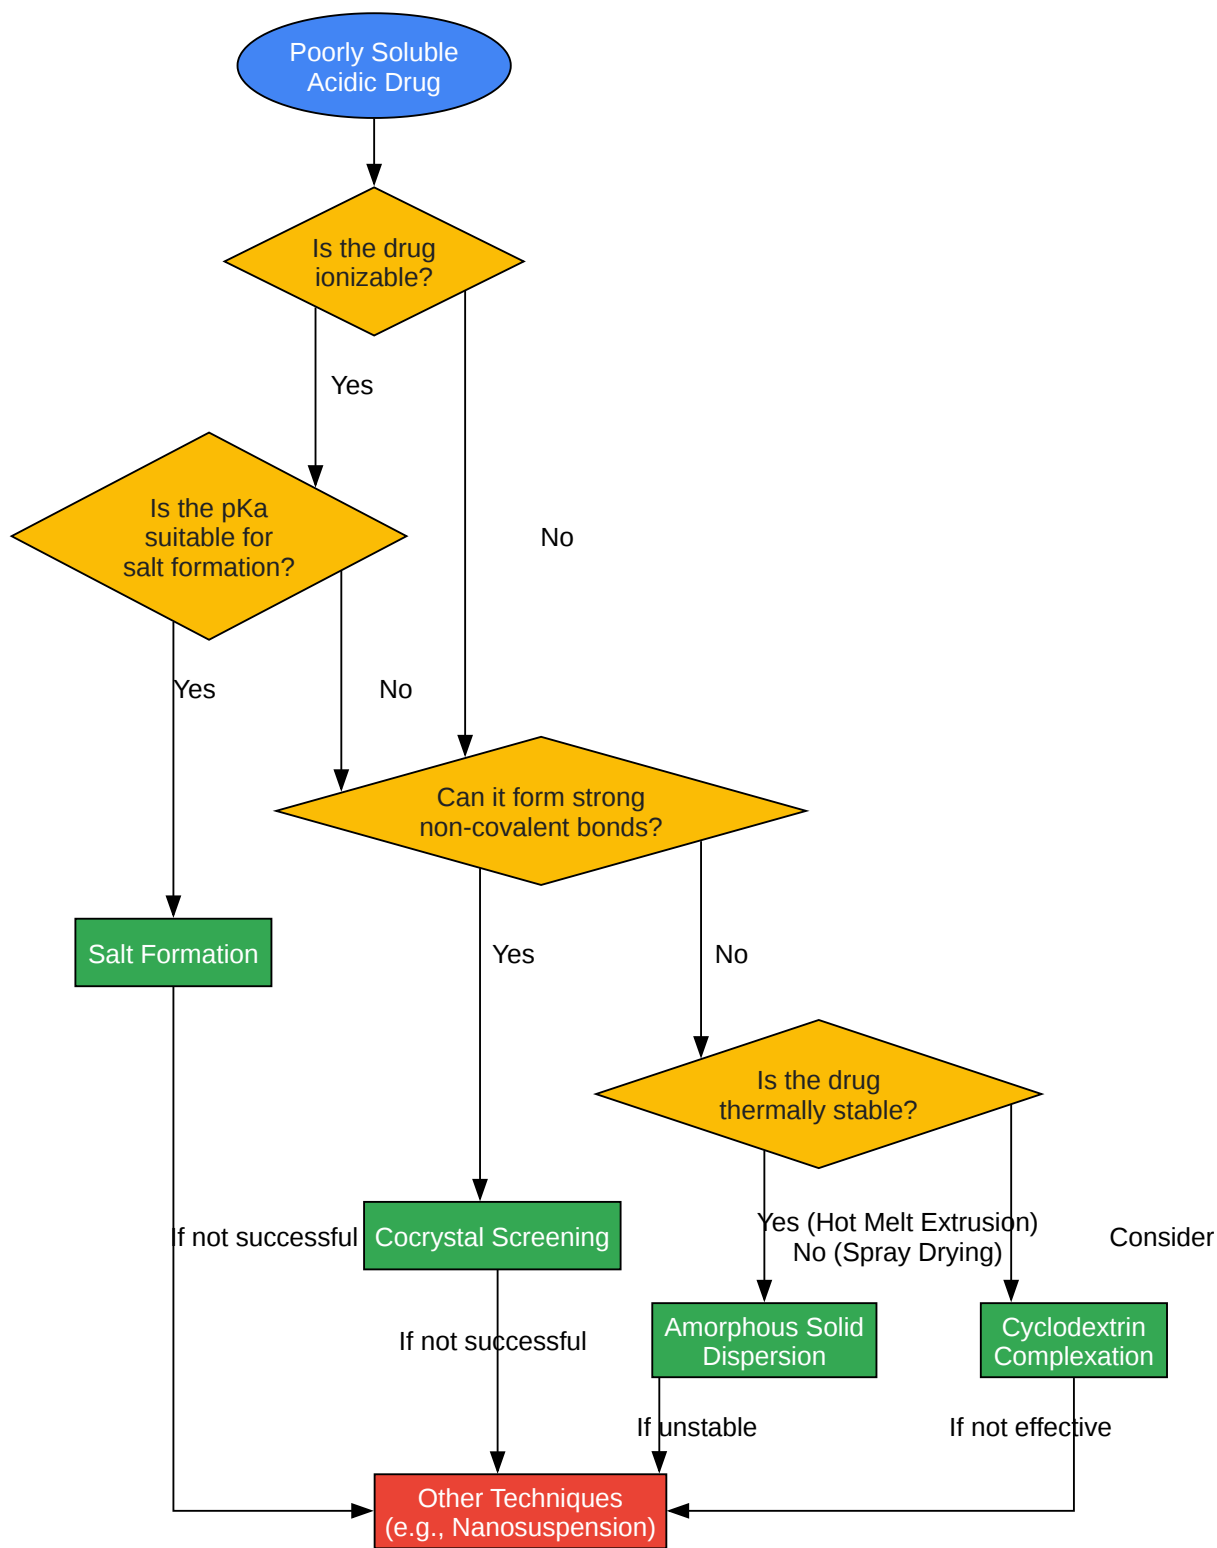 Poorly Soluble
Acidic Drug
Is the drug
ionizable?
Yes
Is the pKa
suitable for
salt formation?
No
Yes
No
Can it form strong
non-covalent bonds?
Salt Formation
Yes
No
Is the drug
thermally stable?
If not successful
Cocrystal Screening
Yes (Hot Melt Extrusion)
No (Spray Drying)
Consider
If not successful
Amorphous Solid
Dispersion
Cyclodextrin
Complexation
If unstable
If not effective
Other Techniques
(e.g., Nanosuspension)